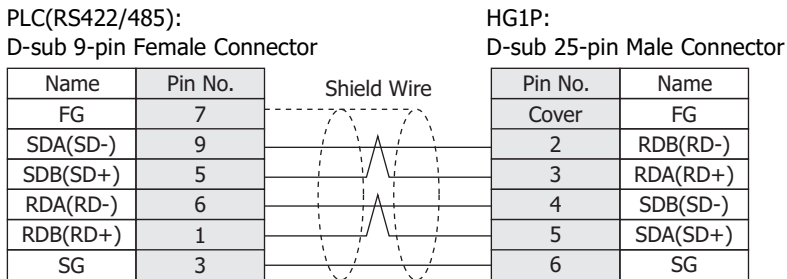 PLC(RS422/485): HG1P:
D-sub 9-pin Female Connector D-sub 25-pin Male Connector
Name Pin No. Shield Wire Pin No. Name
FG 7 Cover FG
SDA(SD-) 9 2 RDB(RD-)
SDB(SD+) 5 3 RDA(RD+)
RDA(RD-) 6 4 SDB(SD-)
RDB(RD+) 1 5 SDA(SD+)
SG 3 6 SG